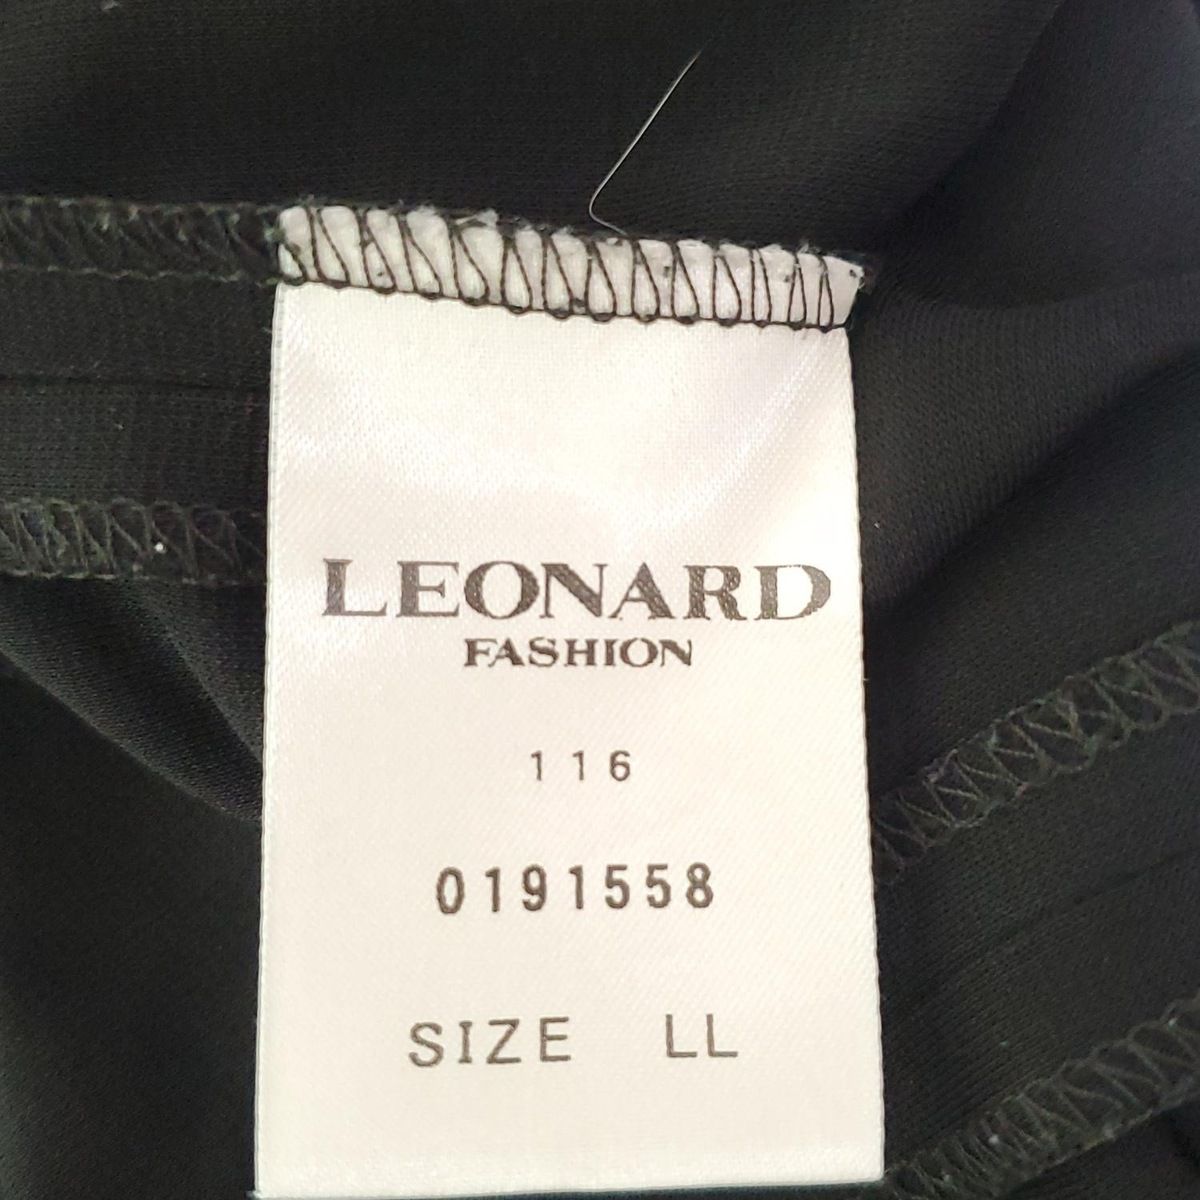 LEONARD
FASHION
116
0191558
SIZE LL